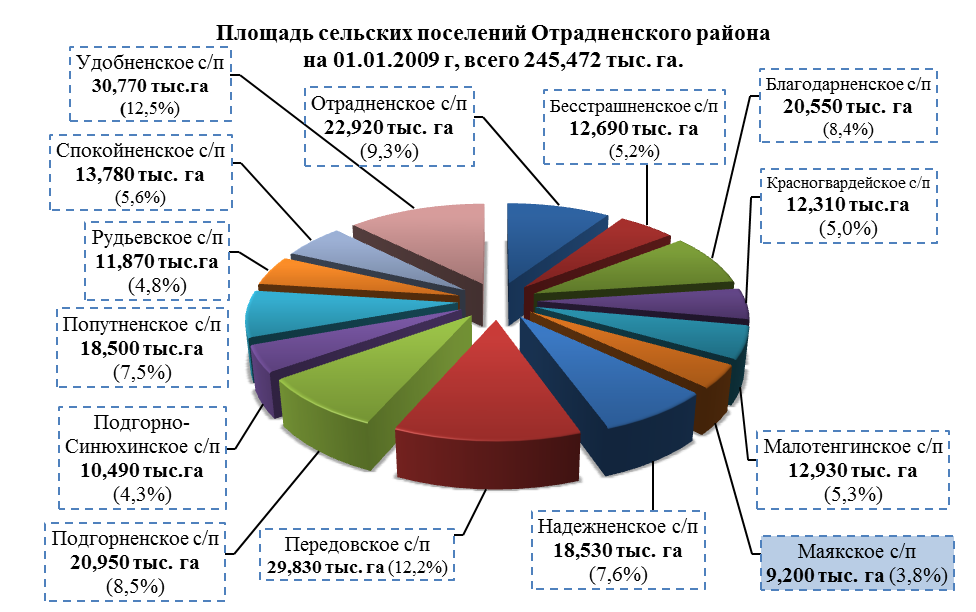 Площадь сельских поселений Отрадненского района
на 01.01.2009 г, всего 245,472 тыс. га.
Удобненское с/п
30,770 тыс.га
(12,5%)
Отрадненское с/п
22,920 тыс. га
(9,3%)
Бесстрашненское с/п
12,690 тыс. га
(5,2%)
Благодарненское с/п
20,550 тыс. га
(8,4%)
Спокойненское с/п
13,780 тыс. га
(5,6%)
Красногвардейское с/п
12,310 тыс.га
(5,0%)
Рудьевское с/п
11,870 тыс.га
(4,8%)
Попутненское с/п
18,500 тыс.га
(7,5%)
Подгорно-
Синюхинское с/п
10,490 тыс.га
(4,3%)
Малотенгинское с/п
12,930 тыс. га
(5,3%)
Подгорненское с/п
20,950 тыс. га
(8,5%)
Передовское с/п
29,830 тыс. га (12,2%)
Надежненское с/п
18,530 тыс. га
(7,6%)
Маякское с/п
9,200 тыс. га (3,8%)